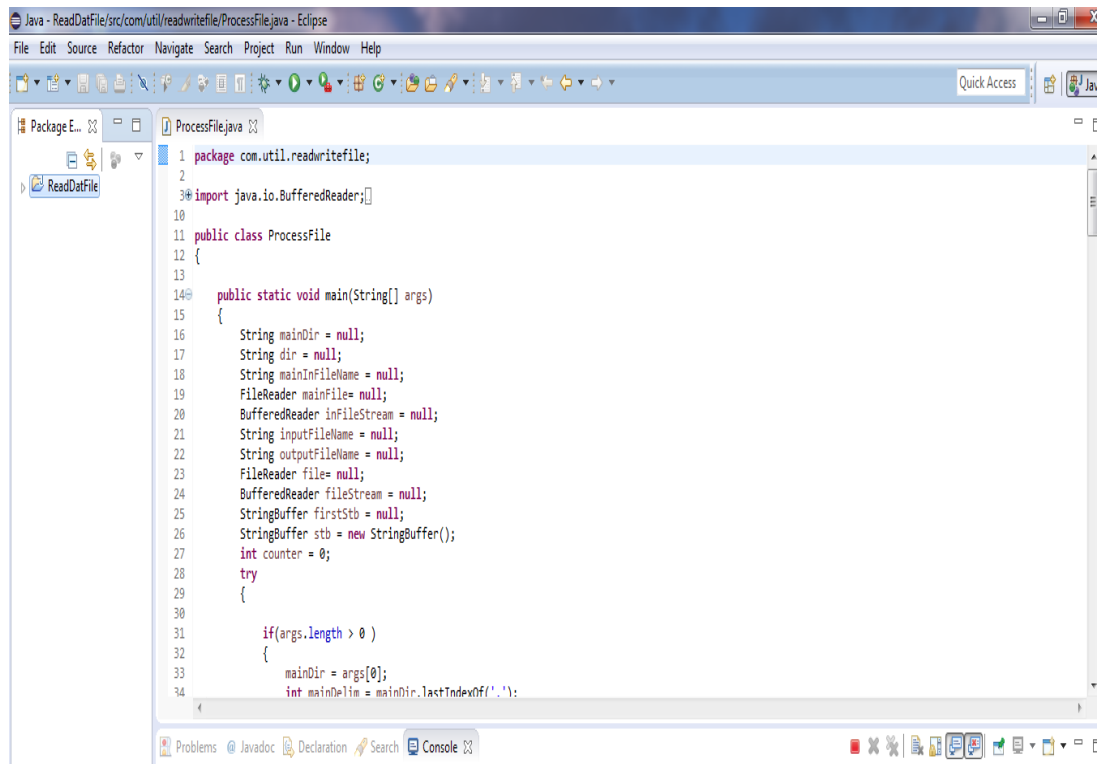 Java - ReadDatFile/src/com/util/readwritefile/ProcessFile.java - Eclipse
File Edit Source Refactor Navigate Search Project Run Window Help
Quick Access
Jav
Package E...
ReadDatFile
ProcessFile.java
1 package com.util.readwritefile;
2
3 import java.io.BufferedReader;
10
11 public class ProcessFile
12 {
13
14 public static void main(String[] args)
15 {
16 String mainDir = null;
17 String dir = null;
18 String mainInFileName = null;
19 FileReader mainFile= null;
20 BufferedReader inFileStream = null;
21 String inputFileName = null;
22 String outputFileName = null;
23 FileReader file= null;
24 BufferedReader fileStream = null;
25 StringBuffer firstStb = null;
26 StringBuffer stb = new StringBuffer();
27 int counter = 0;
28 try
29 {
30
31 if(args.length > 0 )
32 {
33 mainDir = args[0];
34 int mainDelim = mainDir.lastIndexOf('.');
Problems @ Javadoc Declaration Search Console